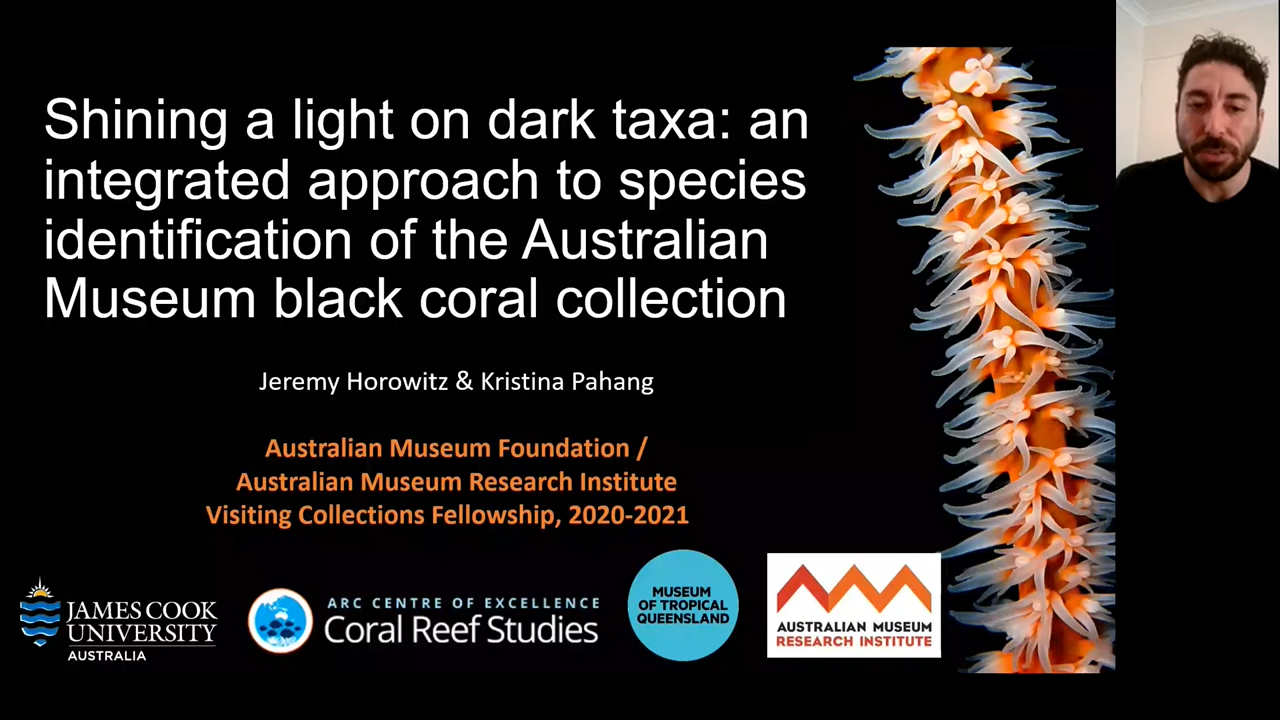 Shining a light on dark taxa: an
integrated approach to species
identification of the Australian
Museum black coral collection
Jeremy Horowitz & Kristina Pahang
Australian Museum Foundation /
Australian Museum Research Institute
Visiting Collections Fellowship, 2020-2021
JAMES COOK
UNIVERSITY
AUSTRALIA
ARC CENTRE OF EXCELLENCE
Coral Reef Studies
MUSEUM
OF TROPICAL
QUEENSLAND
AUSTRALIAN MUSEUM
RESEARCH INSTITUTE